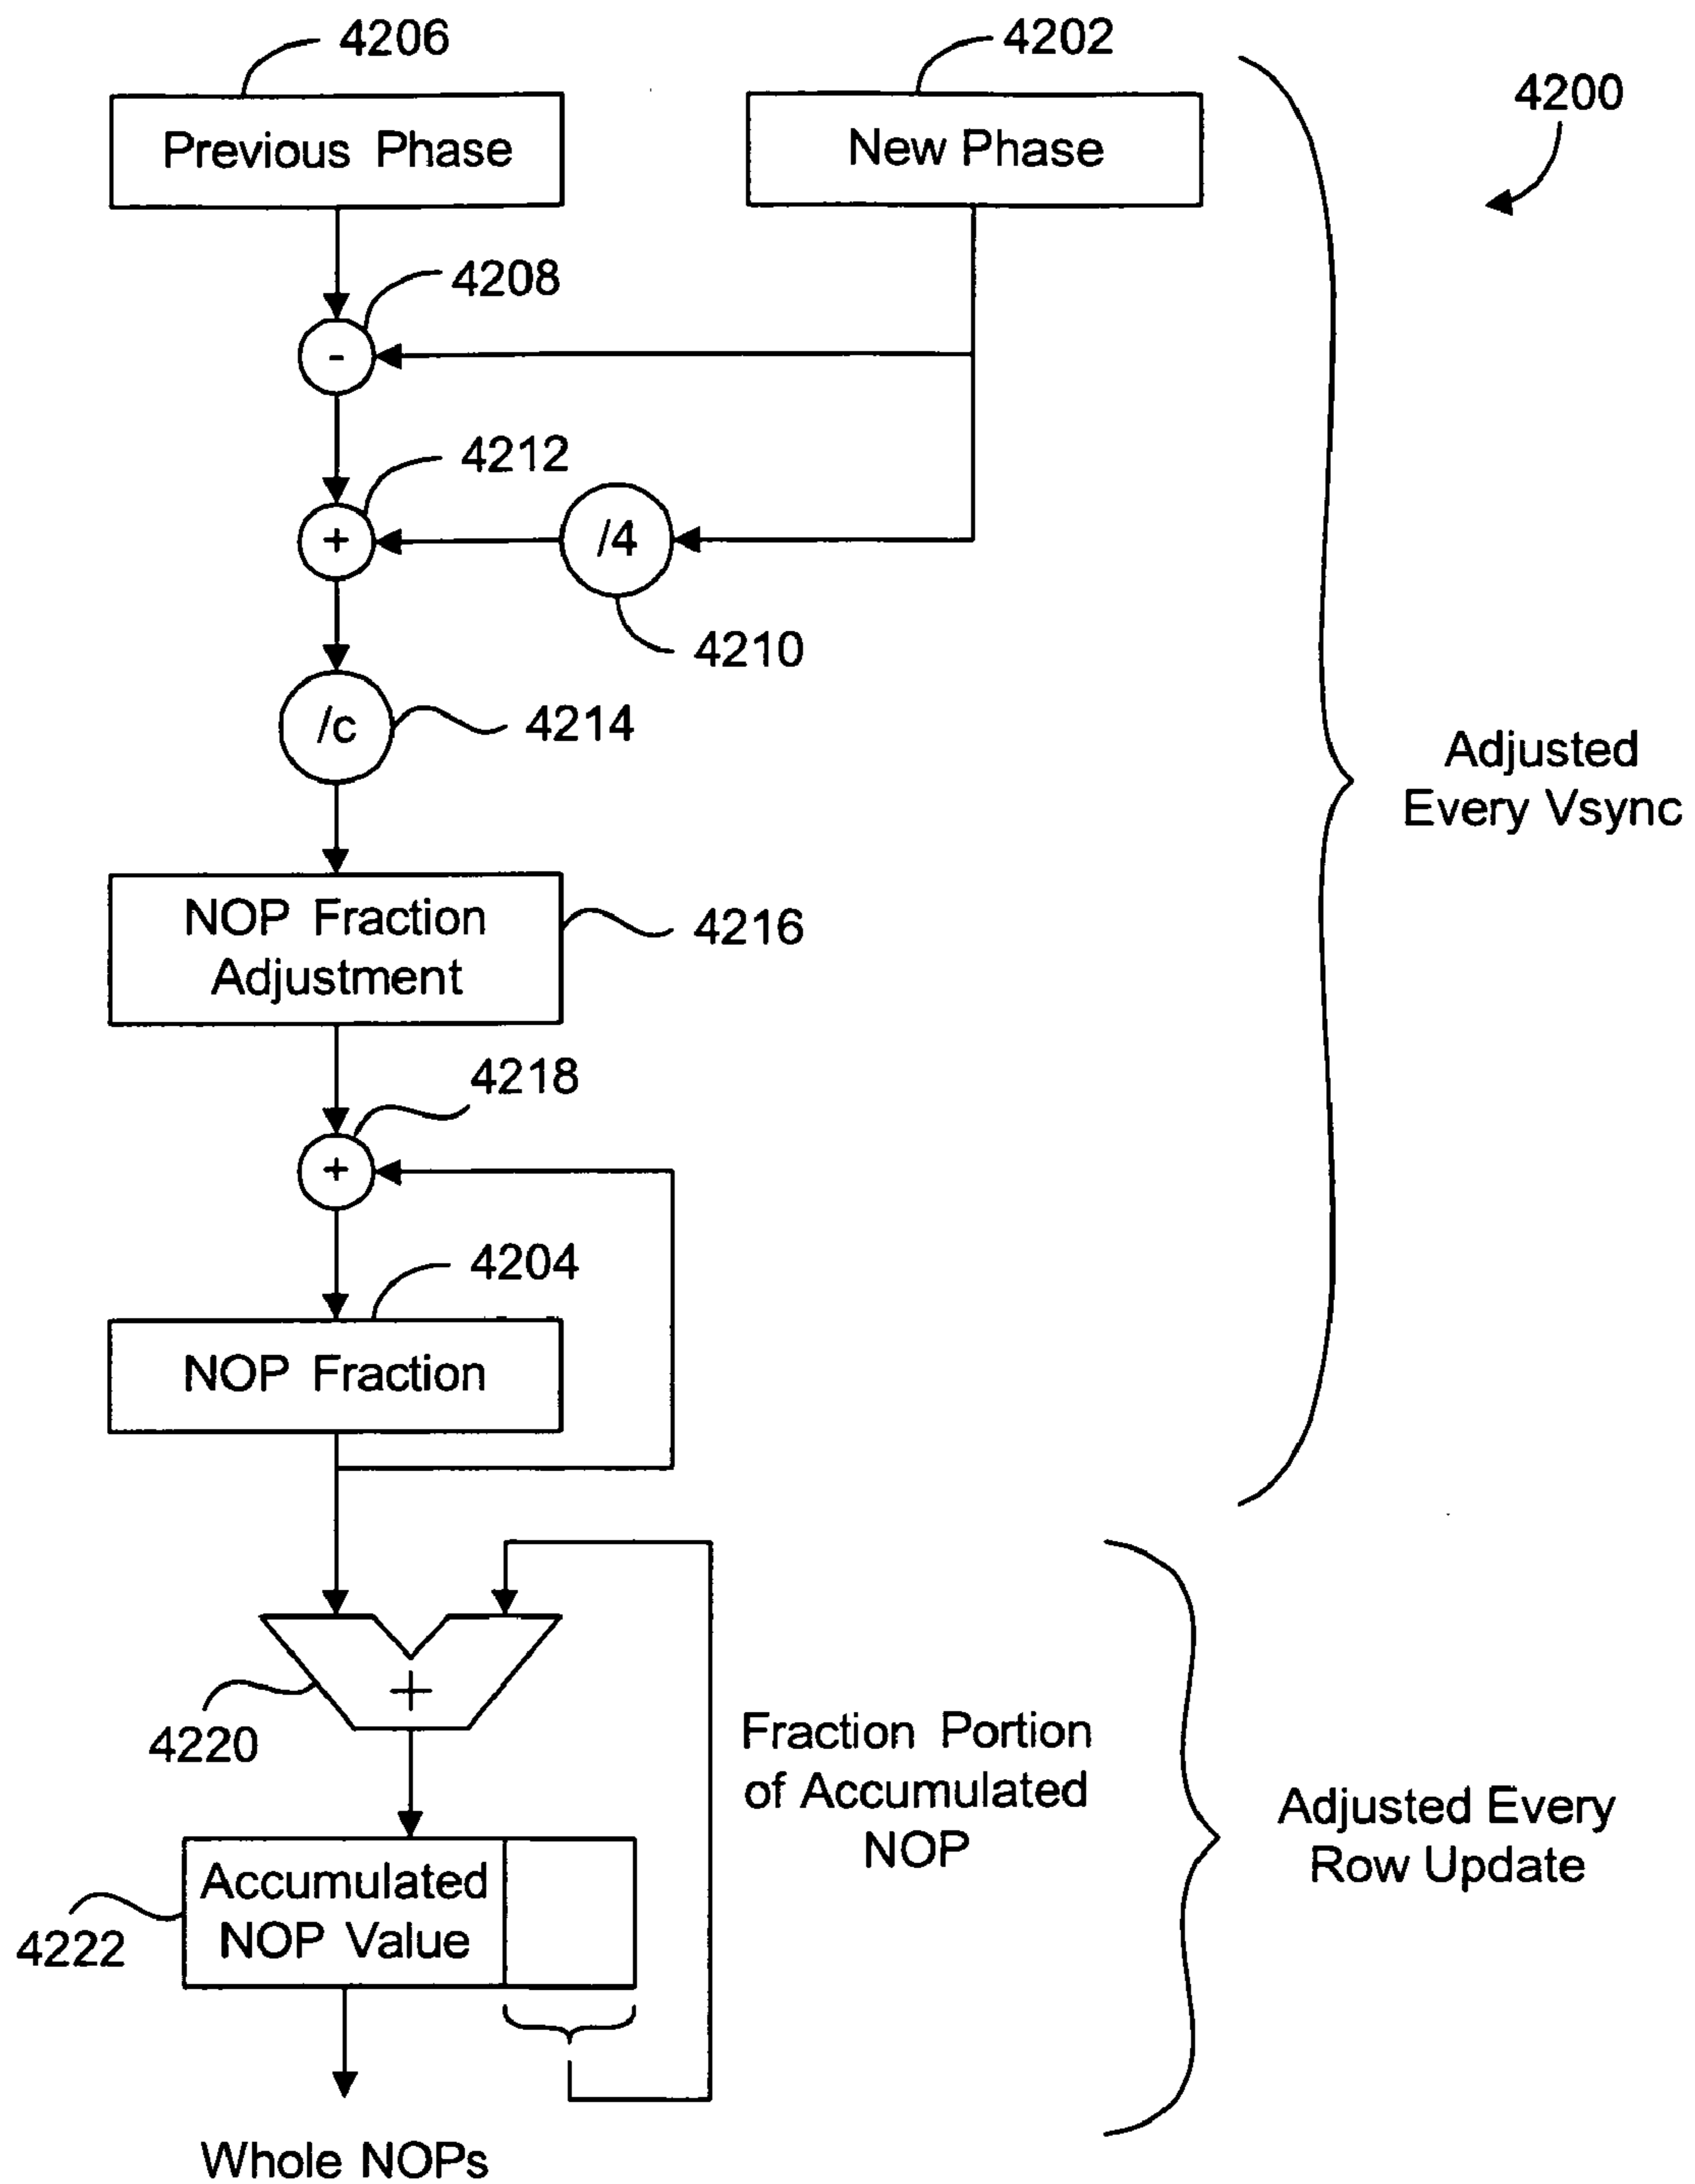 4206
4202
4200
Previous Phase
New Phase
4208
-
4212
+
/4
4210
/c
4214
Adjusted
Every Vsync
NOP Fraction
Adjustment
4216
4218
+
4204
NOP Fraction
+
4220
Fraction Portion
of Accumulated
NOP
Adjusted Every
Row Update
Accumulated
NOP Value
4222
Whole NOPs